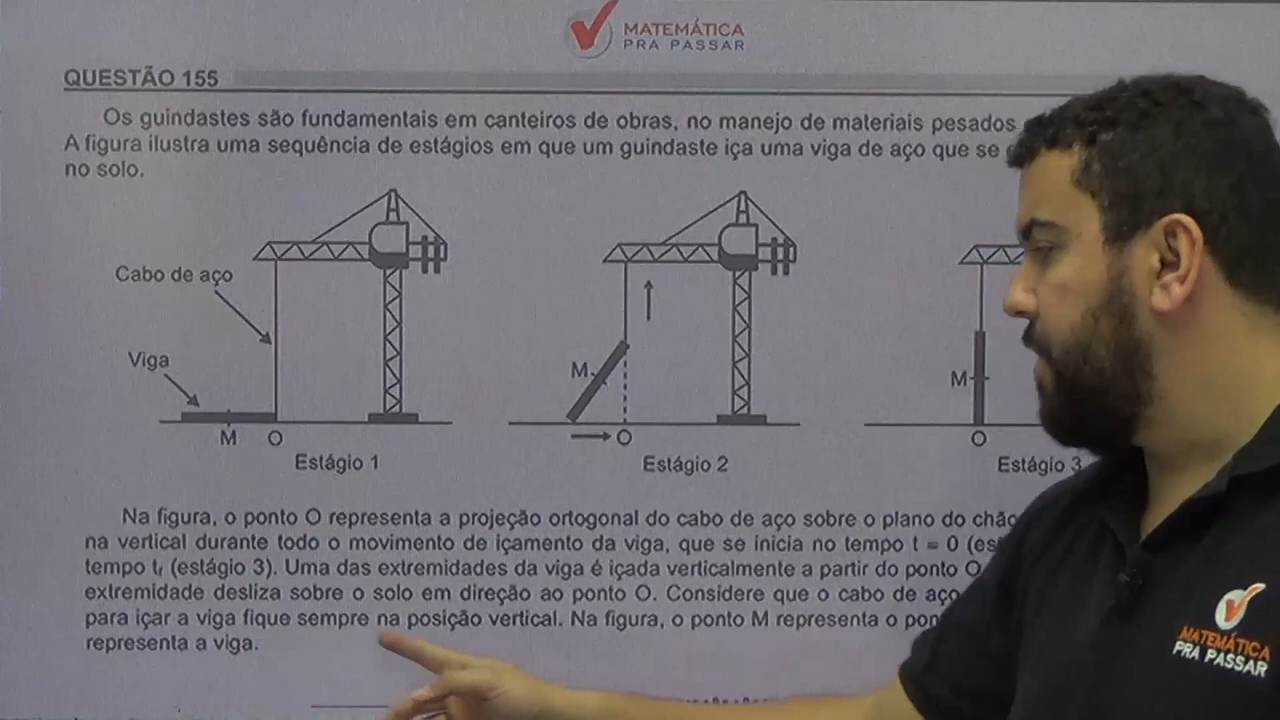 MATEMÁTICA
PRA PASSAR
QUESTÃO 155
Os guindastes são fundamentais em canteiros de obras, no manejo de materiais pesados
A figura ilustra uma sequência de estágios em que um guindaste iça uma viga de aço que se
no solo.
Cabo de aço
Viga
M O
Estágio 1
M
O
Estágio 2
M
O
Estágio 3
Na figura, o ponto O representa a projeção ortogonal do cabo de aço sobre o plano do chão
na vertical durante todo o movimento de içamento da viga, que se inicia no tempo t = 0 (es
tempo tf (estágio 3). Uma das extremidades da viga é içada verticalmente a partir do ponto O
extremidade desliza sobre o solo em direção ao ponto O. Considere que o cabo de aço
para içar a viga fique sempre na posição vertical. Na figura, o ponto M representa o pon
representa a viga.
MATEMÁTICA
PRA PASSAR